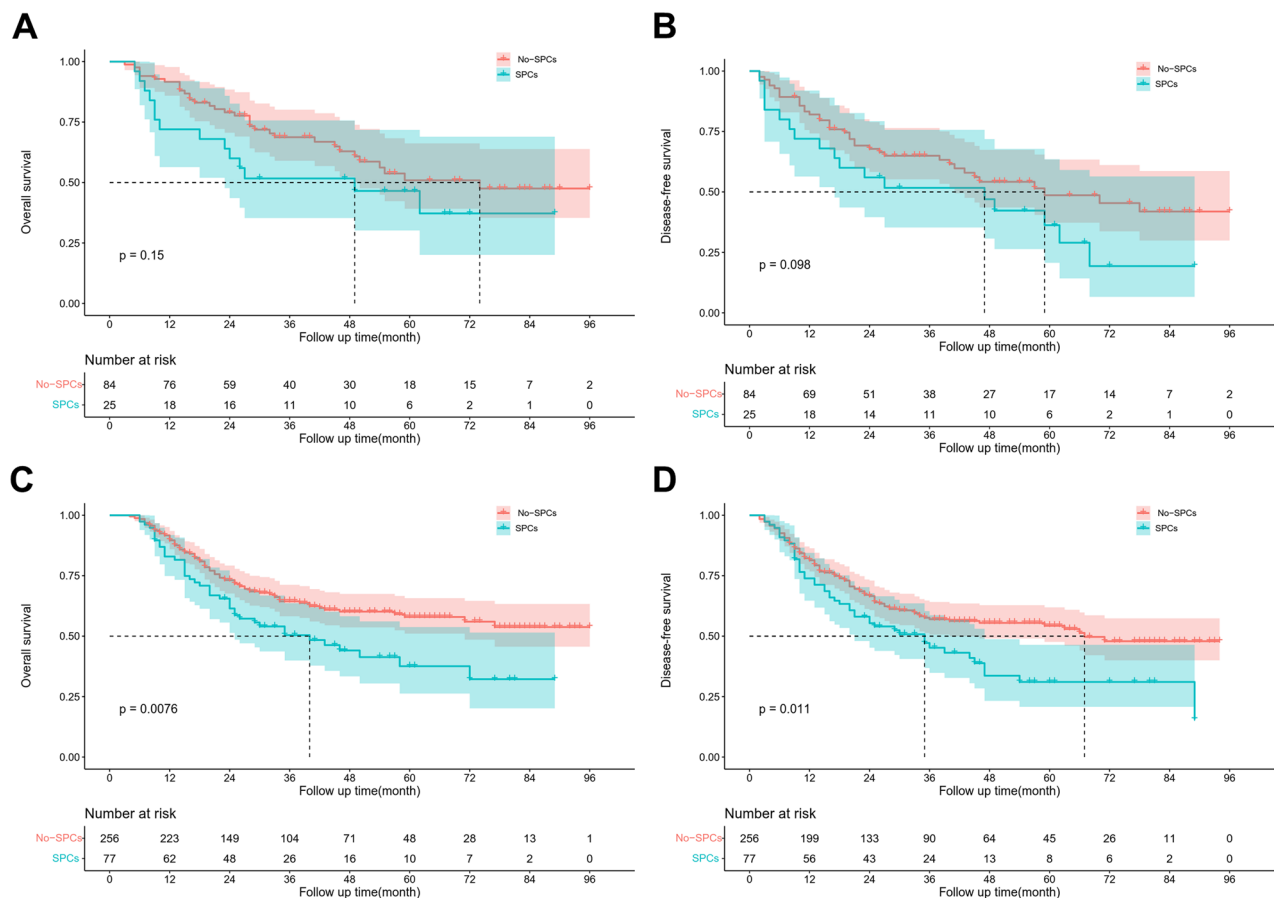 A
Overall survival
1.00
0.75
0.50
0.25
0.00
No-SPCs
SPCs
p = 0.15
0 12 24 36 48 60 72 84 96
Follow up time(month)
Number at risk
No-SPCs 84 76 59 40 30 18 15 7 2
SPCs 25 18 16 11 10 6 2 1 0
0 12 24 36 48 60 72 84 96
Follow up time(month)
B
Disease-free survival
1.00
0.75
0.50
0.25
0.00
No-SPCs
SPCs
p = 0.098
0 12 24 36 48 60 72 84 96
Follow up time(month)
Number at risk
No-SPCs 84 69 51 38 27 17 14 7 2
SPCs 25 18 14 11 10 6 2 1 0
0 12 24 36 48 60 72 84 96
Follow up time(month)
C
Overall survival
1.00
0.75
0.50
0.25
0.00
No-SPCs
SPCs
p = 0.0076
0 12 24 36 48 60 72 84 96
Follow up time(month)
Number at risk
No-SPCs 256 223 149 104 71 48 28 13 1
SPCs 77 62 48 26 16 10 7 2 0
0 12 24 36 48 60 72 84 96
Follow up time(month)
D
Disease-free survival
1.00
0.75
0.50
0.25
0.00
No-SPCs
SPCs
p = 0.011
0 12 24 36 48 60 72 84 96
Follow up time(month)
Number at risk
No-SPCs 256 199 133 90 64 45 26 11 0
SPCs 77 56 43 24 13 8 6 2 0
0 12 24 36 48 60 72 84 96
Follow up time(month)